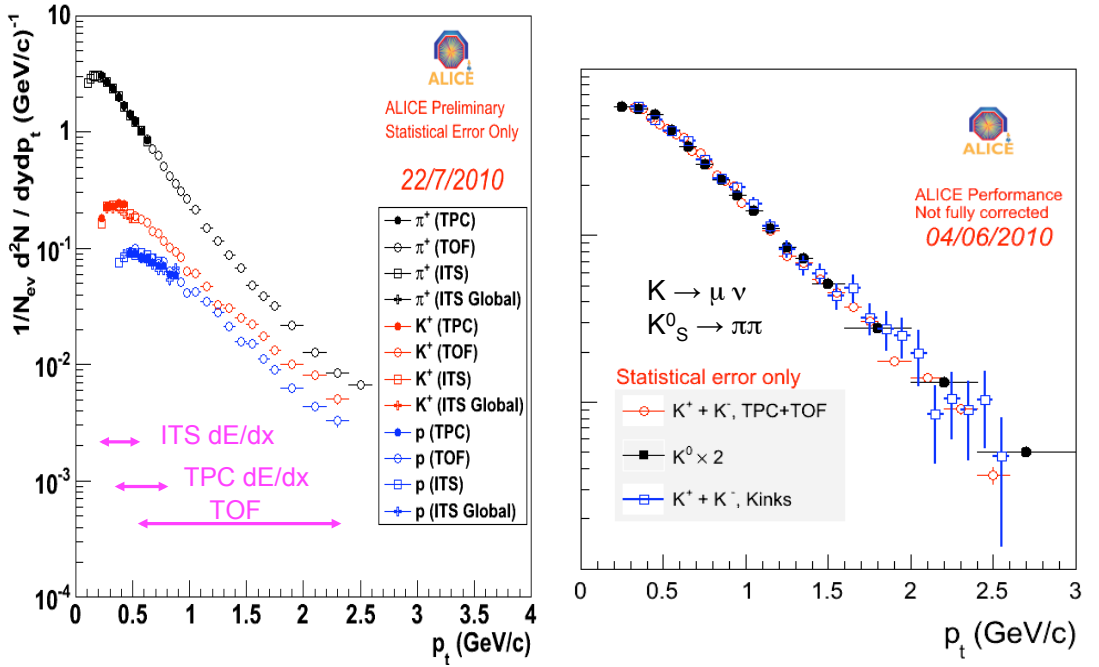 1/N_ev d²N / dydp_t (GeV/c)⁻¹
10
1
10⁻¹
10⁻²
10⁻³
10⁻⁴
ALICE
ALICE Preliminary
Statistical Error Only
22/7/2010
π⁺ (TPC)
π⁺ (TOF)
π⁺ (ITS)
π⁺ (ITS Global)
K⁺ (TPC)
K⁺ (TOF)
K⁺ (ITS)
K⁺ (ITS Global)
p (TPC)
p (TOF)
p (ITS)
p (ITS Global)
ITS dE/dx
TPC dE/dx
TOF
0 0.5 1 1.5 2 2.5 3 3.5 4
p_t (GeV/c)
ALICE
ALICE Performance
Not fully corrected
04/06/2010
K → μ ν
K⁰_S → ππ
Statistical error only
K⁺ + K⁻, TPC+TOF
K⁰ × 2
K⁺ + K⁻, Kinks
0 0.5 1 1.5 2 2.5 3
p_t (GeV/c)